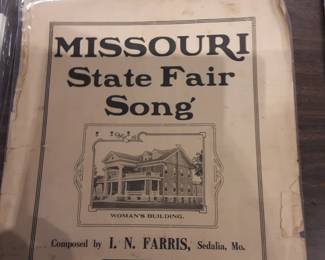 MISSOURI
State Fair
Song
WOMAN'S BUILDING.
Composed by I. N. FARRIS, Sedalia, Mo.